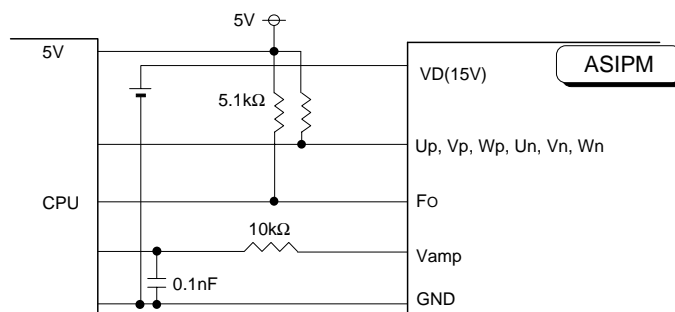 5V
5V
ASIPM
VD(15V)
5.1kΩ
Up, Vp, Wp, Un, Vn, Wn
CPU
FO
10kΩ
Vamp
0.1nF
GND